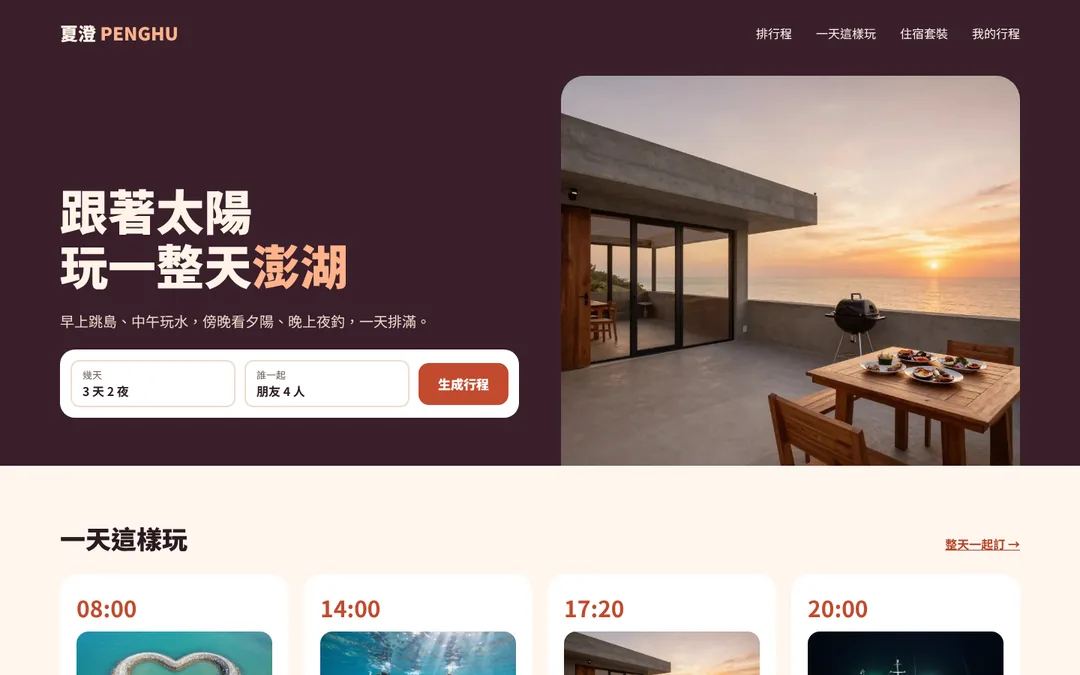 夏澄 PENGHU
排行程
一天這樣玩
住宿套裝
我的行程
跟著太陽
玩一整天澎湖
早上跳島、中午玩水，傍晚看夕陽、晚上夜釣，一天排滿。
幾天
3 天 2 夜
誰一起
朋友 4 人
生成行程
一天這樣玩
整天一起訂 →
08:00
14:00
17:20
20:00